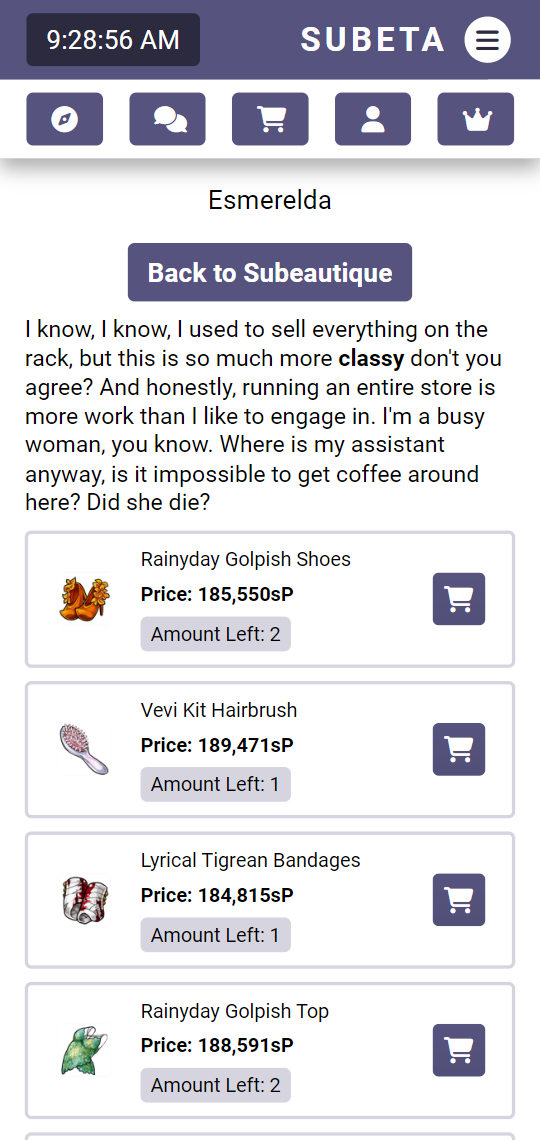 9:28:56 AM
SUBETA
Esmerelda
Back to Subeautique
I know, I know, I used to sell everything on the
rack, but this is so much more classy don't you
agree? And honestly, running an entire store is
more work than I like to engage in. I'm a busy
woman, you know. Where is my assistant
anyway, is it impossible to get coffee around
here? Did she die?
Rainyday Golpish Shoes
Price: 185,550sP
Amount Left: 2
Vevi Kit Hairbrush
Price: 189,471sP
Amount Left: 1
Lyrical Tigrean Bandages
Price: 184,815sP
Amount Left: 1
Rainyday Golpish Top
Price: 188,591sP
Amount Left: 2